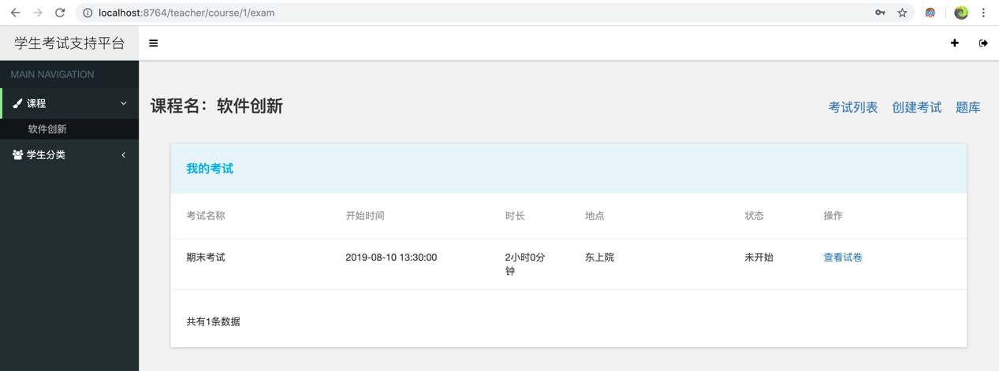 localhost:8764/teacher/course/1/exam
学生考试支持平台
MAIN NAVIGATION
课程
软件创新
学生分类
课程名：软件创新
考试列表 创建考试 题库
我的考试
考试名称 开始时间 时长 地点 状态 操作
期末考试 2019-08-10 13:30:00 2小时0分 东上院 未开始 查看试卷
钟
共有1条数据